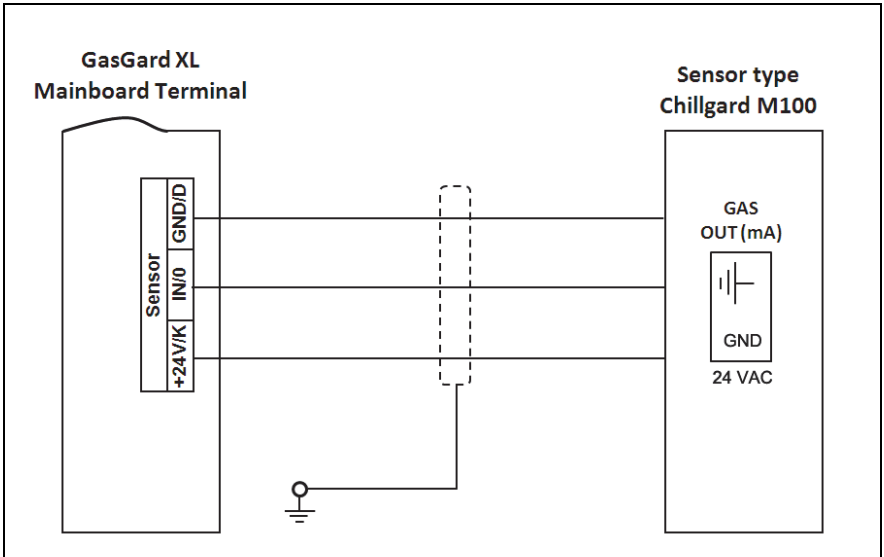 GasGard XL
Mainboard Terminal
Sensor type
Chillgard M100
Sensor
GND/D
IN/0
+24V/K
GAS
OUT (mA)
GND
24 VAC